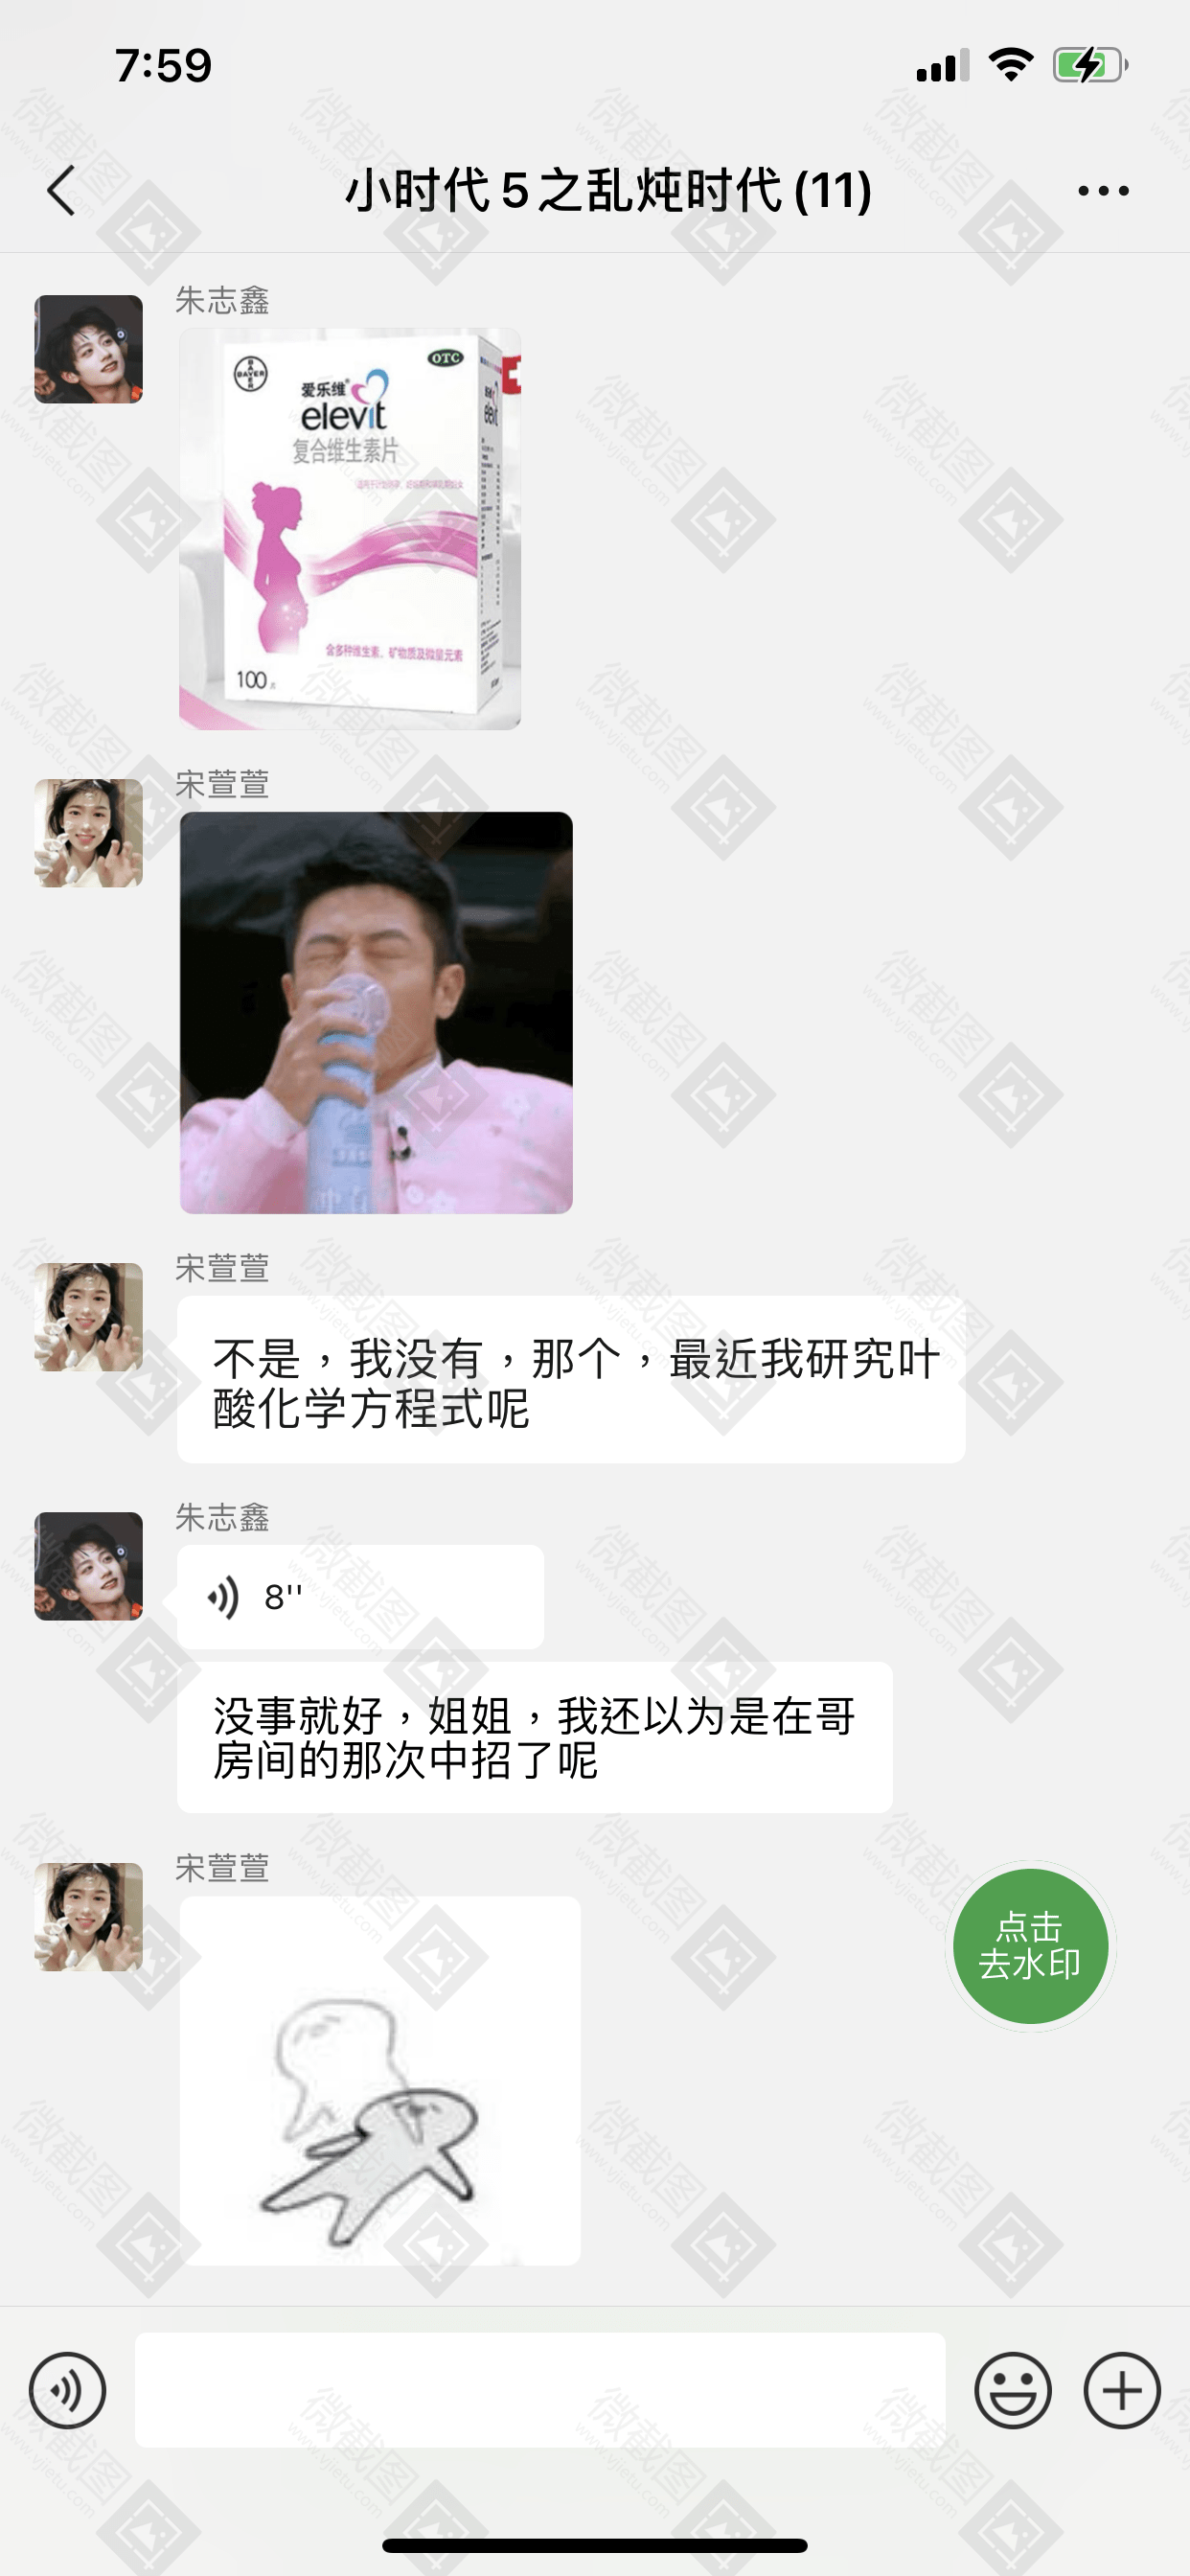 7:59
小时代5之乱炖时代(11)
朱志鑫
BAYER
OTC
爱乐维
elevit
复合维生素片
含多种维生素、矿物质及微量元素
100片
宋萱萱
宋萱萱
不是，我没有，那个，最近我研究叶
酸化学方程式呢
朱志鑫
8''
没事就好，姐姐，我还以为是在哥
房间的那次中招了呢
宋萱萱
点击
去水印
微截图
www.vjietu.com